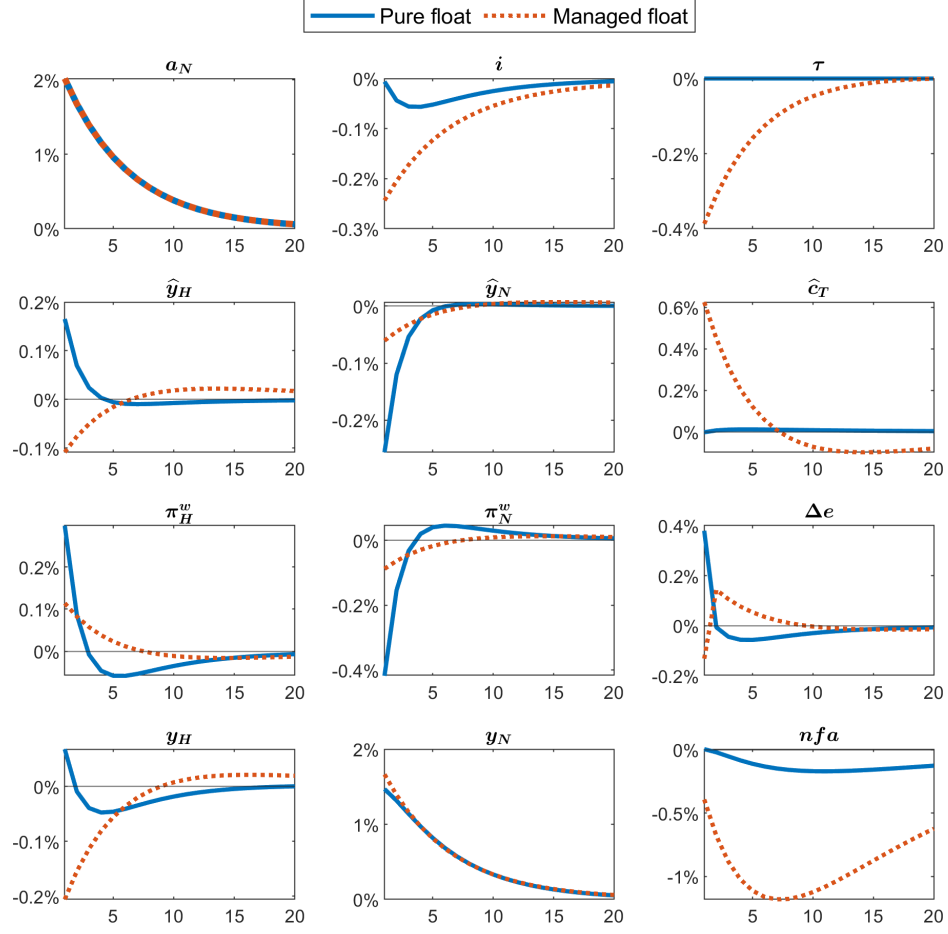 Pure float Managed float
a_N i τ
2% 0% 0%
1% -0.1% -0.2%
0% -0.2% -0.4%
-0.3%
5 10 15 20 5 10 15 20 5 10 15 20
ŷ_H ŷ_N ĉ_T
0.2% 0% 0.6%
0.1% -0.1% 0.4%
0% -0.2% 0.2%
-0.1% 0%
5 10 15 20 5 10 15 20 5 10 15 20
π_H^w π_N^w Δe
0.2% 0% 0.4%
0.1% -0.2% 0.2%
0% -0.4% 0%
-0.2%
5 10 15 20 5 10 15 20 5 10 15 20
y_H y_N nfa
0% 2% 0%
-0.1% 1% -0.5%
-0.2% 0% -1%
5 10 15 20 5 10 15 20 5 10 15 20